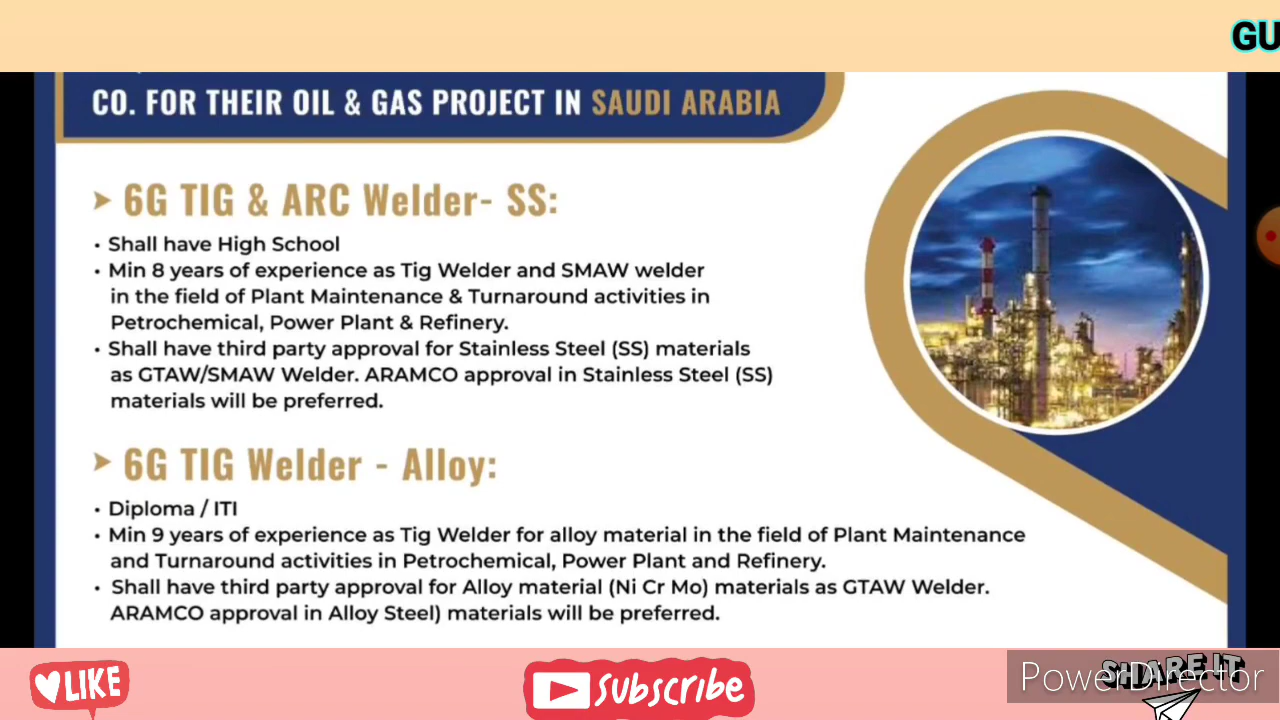 GU
CO. FOR THEIR OIL & GAS PROJECT IN SAUDI ARABIA
➤ 6G TIG & ARC Welder- SS:
• Shall have High School
• Min 8 years of experience as Tig Welder and SMAW welder
in the field of Plant Maintenance & Turnaround activities in
Petrochemical, Power Plant & Refinery.
• Shall have third party approval for Stainless Steel (SS) materials
as GTAW/SMAW Welder. ARAMCO approval in Stainless Steel (SS)
materials will be preferred.
➤ 6G TIG Welder - Alloy:
• Diploma / ITI
• Min 9 years of experience as Tig Welder for alloy material in the field of Plant Maintenance
and Turnaround activities in Petrochemical, Power Plant and Refinery.
• Shall have third party approval for Alloy material (Ni Cr Mo) materials as GTAW Welder.
ARAMCO approval in Alloy Steel) materials will be preferred.
LIKE
Subscribe
SHARE IT
PowerDirector